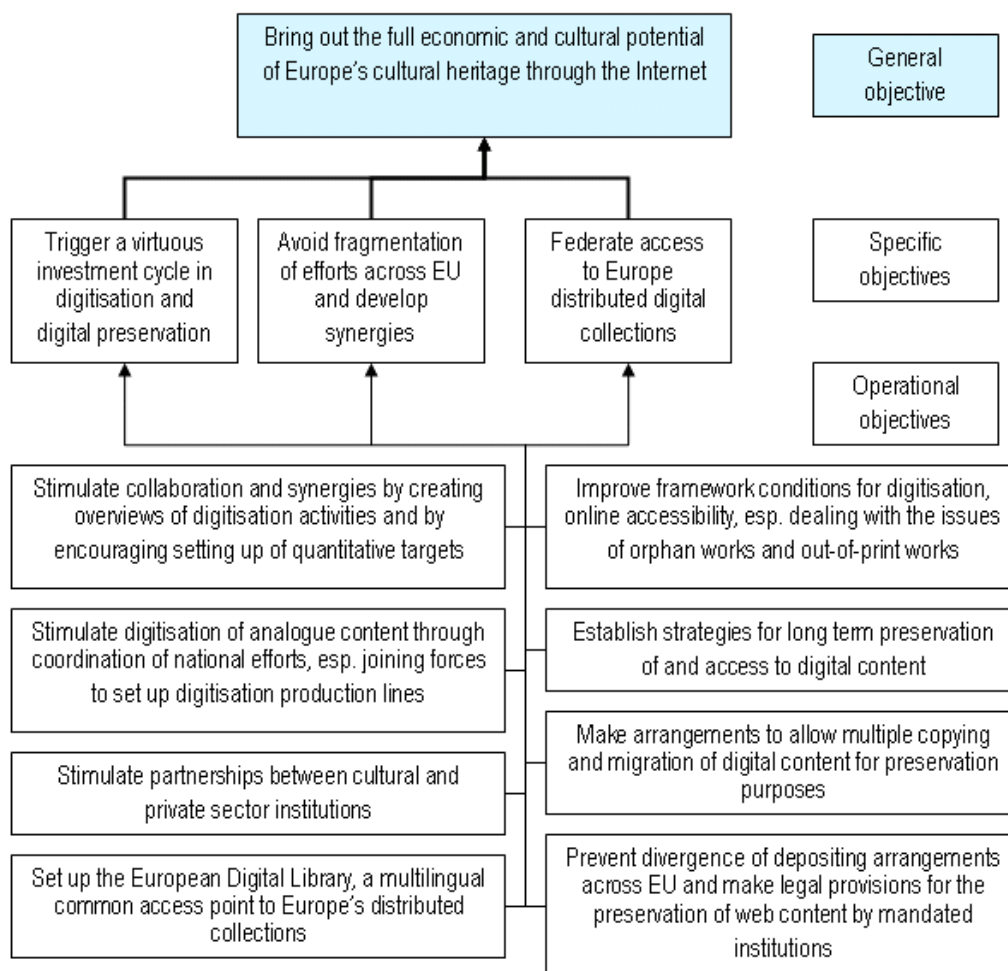 Bring out the full economic and cultural potential
of Europe's cultural heritage through the Internet
General
objective
Trigger a virtuous
investment cycle in
digitisation and
digital preservation
Avoid fragmentation
of efforts across EU
and develop
synergies
Federate access
to Europe
distributed digital
collections
Specific
objectives
Operational
objectives
Stimulate collaboration and synergies by creating
overviews of digitisation activities and by
encouraging setting up of quantitative targets
Improve framework conditions for digitisation,
online accessibility, esp. dealing with the issues
of orphan works and out-of-print works
Stimulate digitisation of analogue content through
coordination of national efforts, esp. joining forces
to set up digitisation production lines
Establish strategies for long term preservation
of and access to digital content
Stimulate partnerships between cultural and
private sector institutions
Make arrangements to allow multiple copying
and migration of digital content for preservation
purposes
Set up the European Digital Library, a multilingual
common access point to Europe's distributed
collections
Prevent divergence of depositing arrangements
across EU and make legal provisions for the
preservation of web content by mandated
institutions